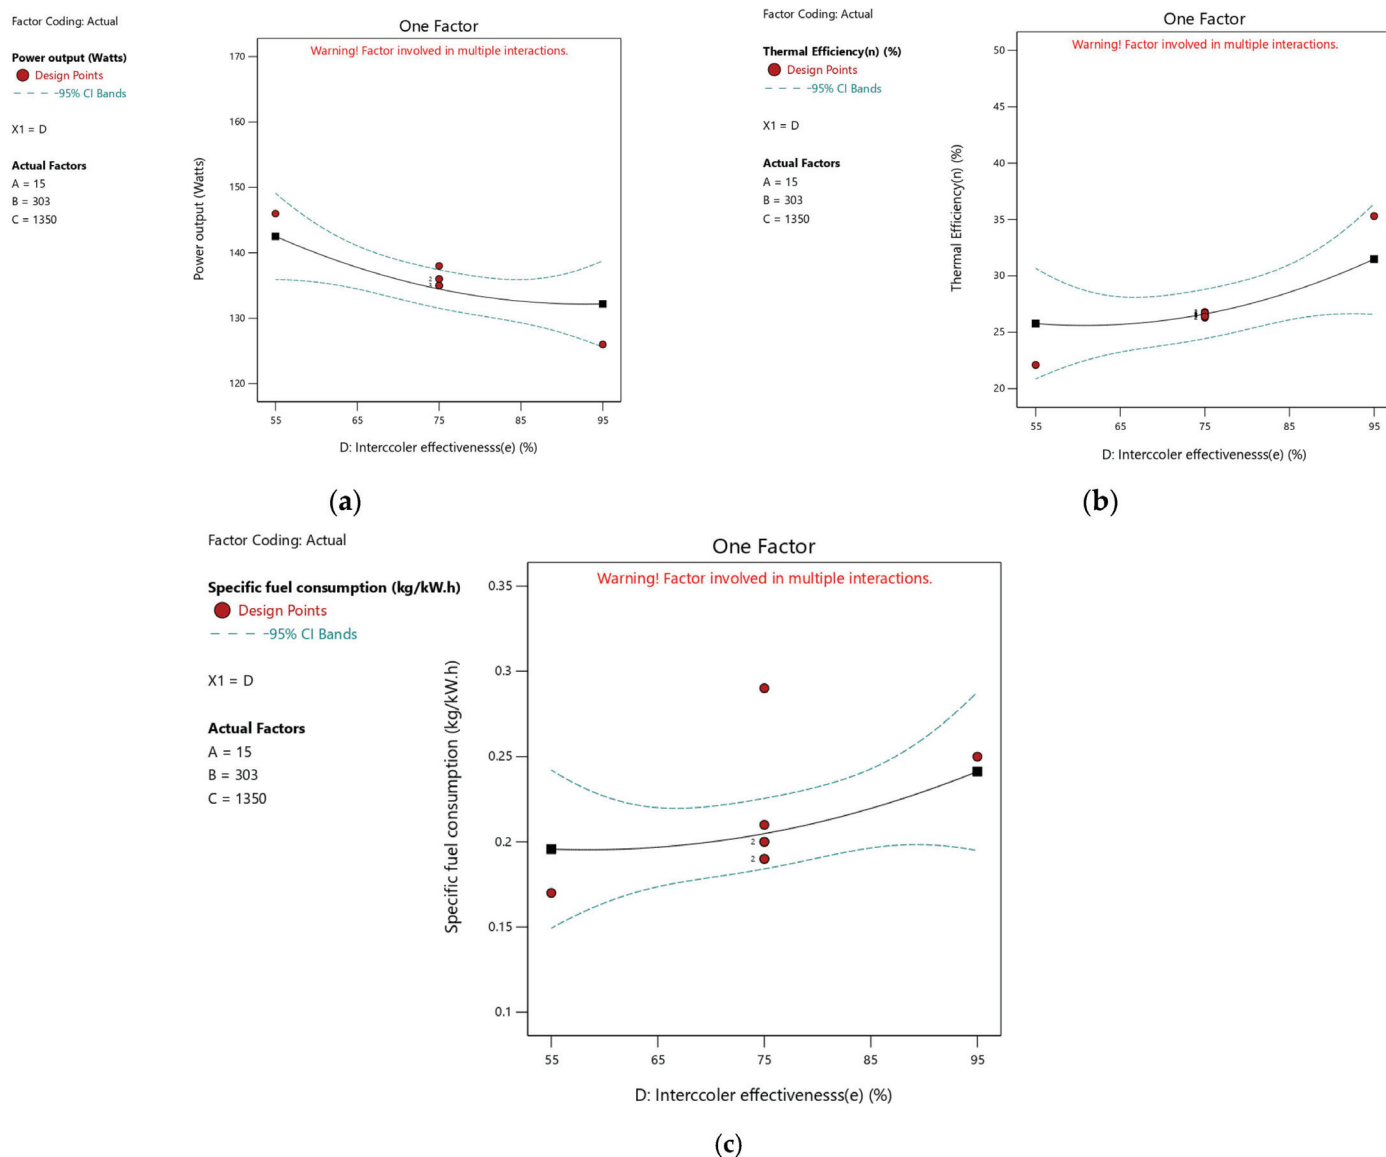 Factor Coding: Actual
One Factor
Warning! Factor involved in multiple interactions.
Power output (Watts)
Design Points
95% CI Bands
X1 = D
Actual Factors
A = 15
B = 303
C = 1350
Power output (Watts)
170
160
150
140
130
120
2
3
55
65
75
85
95
D: Interccoler effectivenesss(e) (%)
(a)
Factor Coding: Actual
One Factor
Warning! Factor involved in multiple interactions.
Thermal Efficiency(n) (%)
Design Points
95% CI Bands
X1 = D
Actual Factors
A = 15
B = 303
C = 1350
Thermal Efficiency(n) (%)
50
45
40
35
30
25
20
55
65
75
85
95
D: Interccoler effectivenesss(e) (%)
(b)
Factor Coding: Actual
One Factor
Warning! Factor involved in multiple interactions.
Specific fuel consumption (kg/kW.h)
Design Points
95% CI Bands
X1 = D
Actual Factors
A = 15
B = 303
C = 1350
Specific fuel consumption (kg/kW.h)
0.35
0.3
0.25
0.2
0.15
0.1
2
2
55
65
75
85
95
D: Interccoler effectivenesss(e) (%)
(c)